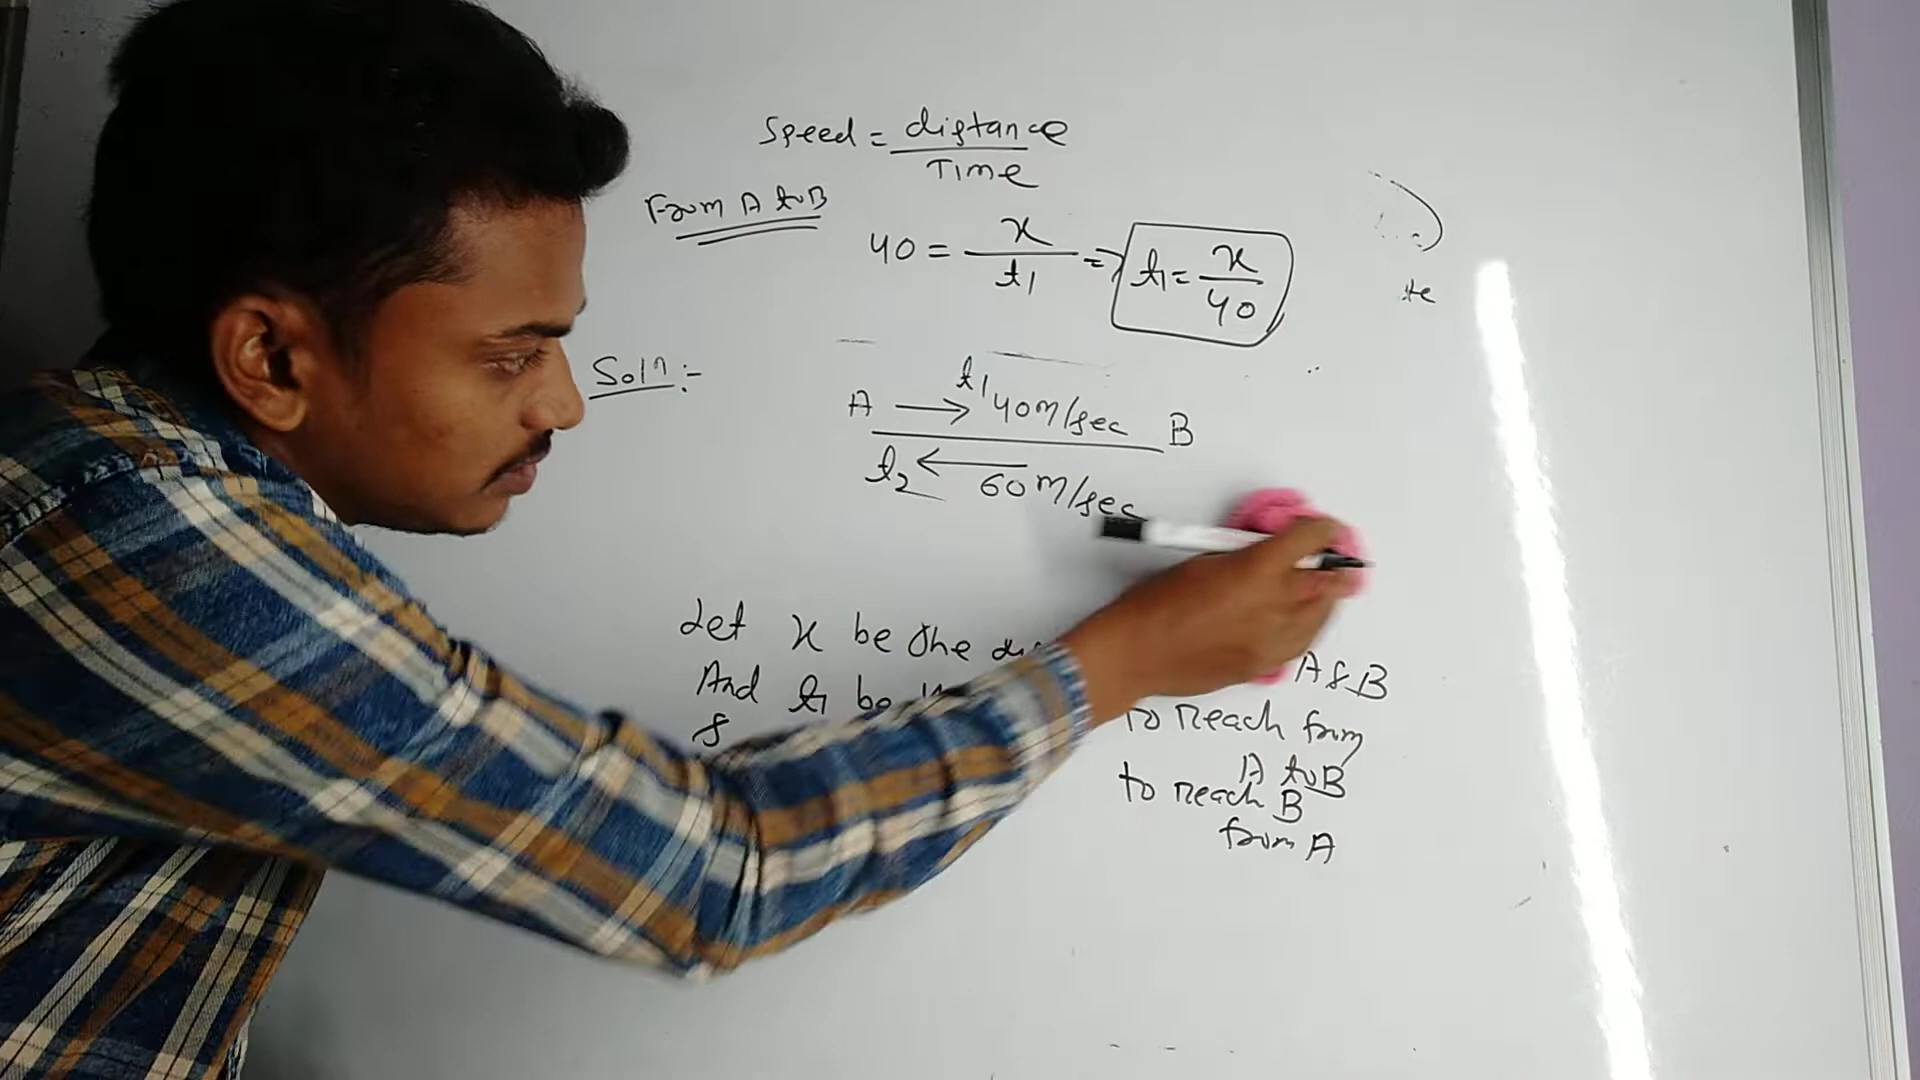 Speed = distance
Time
From A to B
40 = x / t1 => t1 = x / 40
te
Soln :-
t1
A → 40m/sec B
t2 ← 60m/sec
Let x be the A & B
And t1 be to reach from
&
A to B
to reach B
from A